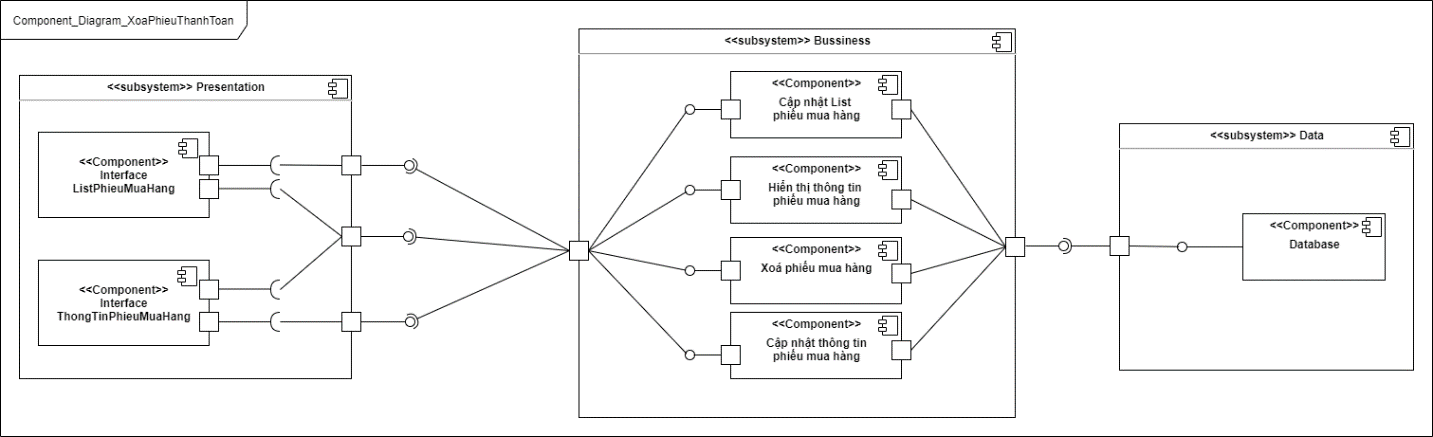 Component_Diagram_XoaPhieuThanhToan
<<subsystem>> Presentation
<<Component>>
Interface
ListPhieuMuaHang
<<Component>>
Interface
ThongTinPhieuMuaHang
<<subsystem>> Bussiness
<<Component>>
Cập nhật List
phiếu mua hàng
<<Component>>
Hiển thị thông tin
phiếu mua hàng
<<Component>>
Xoá phiếu mua hàng
<<Component>>
Cập nhật thông tin
phiếu mua hàng
<<subsystem>> Data
<<Component>>
Database